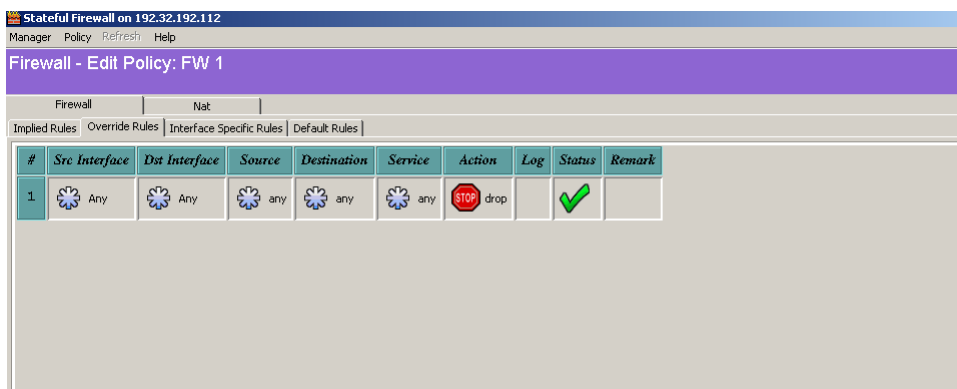 Stateful Firewall on 192.32.192.112
Manager Policy Refresh Help
Firewall - Edit Policy: FW 1
Firewall Nat
Implied Rules Override Rules Interface Specific Rules Default Rules
# Src Interface Dst Interface Source Destination Service Action Log Status Remark
1 Any Any any any any STOP drop